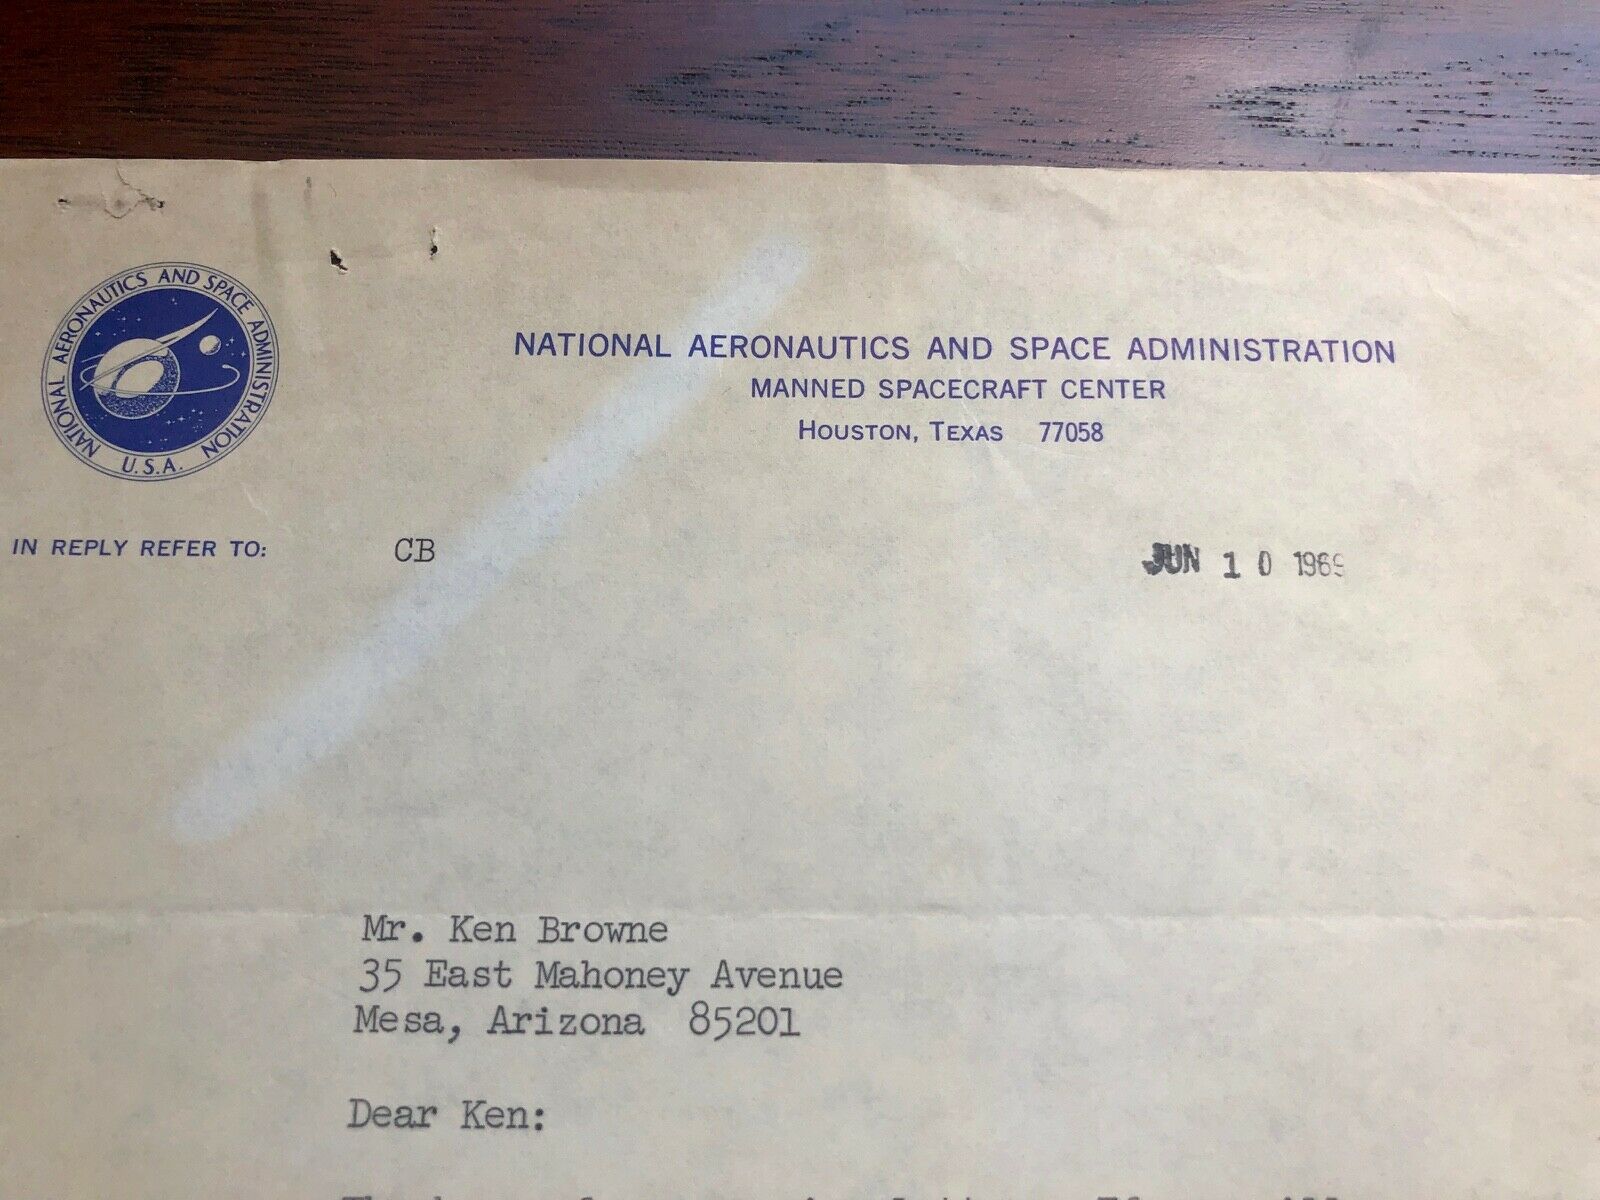 NATIONAL AERONAUTICS AND SPACE ADMINISTRATION
U.S.A.
NATIONAL AERONAUTICS AND SPACE ADMINISTRATION
MANNED SPACECRAFT CENTER
HOUSTON, TEXAS 77058
IN REPLY REFER TO: CB JUN 10 1969
Mr. Ken Browne
35 East Mahoney Avenue
Mesa, Arizona 85201
Dear Ken: